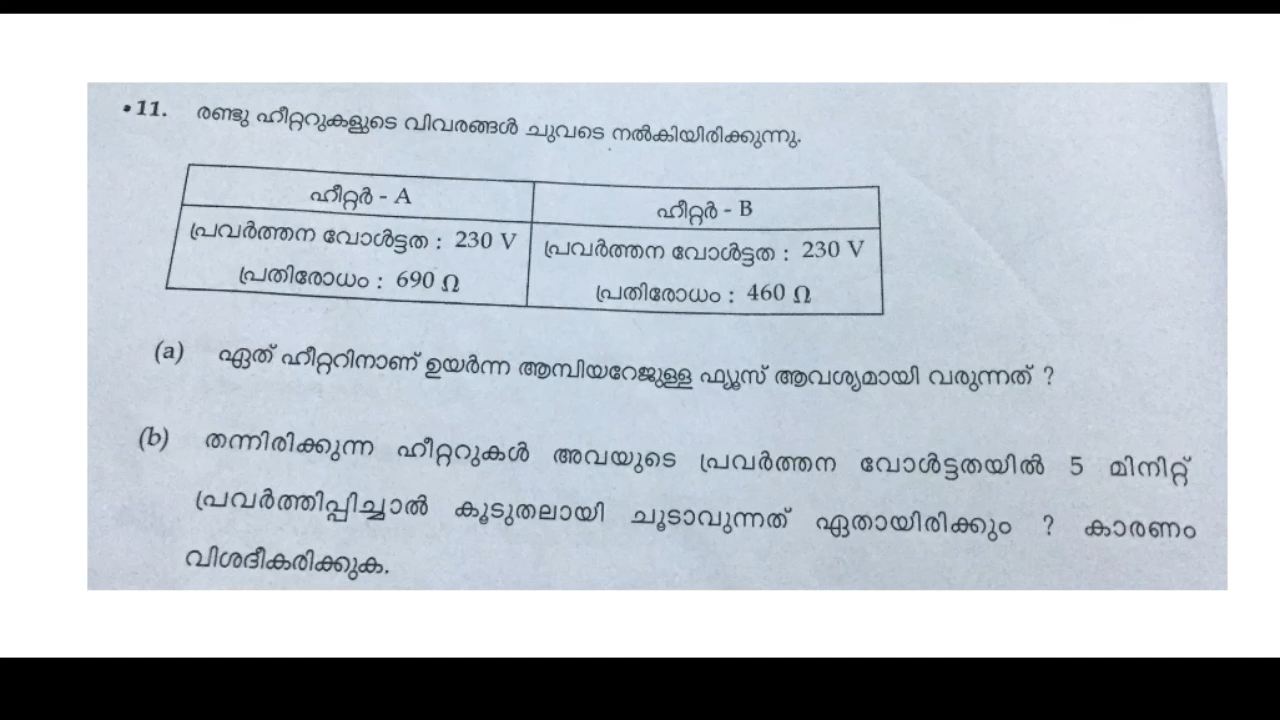 •11. രണ്ടു ഹീറ്ററുകളുടെ വിവരങ്ങൾ ചുവടെ നൽകിയിരിക്കുന്നു.
ഹീറ്റർ - A ഹീറ്റർ - B
പ്രവർത്തന വോൾട്ടത : 230 V പ്രവർത്തന വോൾട്ടത : 230 V
പ്രതിരോധം : 690 Ω പ്രതിരോധം : 460 Ω
(a) ഏത് ഹീറ്ററിനാണ് ഉയർന്ന ആമ്പിയറേജുള്ള ഫ്യൂസ് ആവശ്യമായി വരുന്നത് ?
(b) തന്നിരിക്കുന്ന ഹീറ്ററുകൾ അവയുടെ പ്രവർത്തന വോൾട്ടതയിൽ 5 മിനിറ്റ്
പ്രവർത്തിപ്പിച്ചാൽ കൂടുതലായി ചൂടാവുന്നത് ഏതായിരിക്കും ? കാരണം
വിശദീകരിക്കുക.